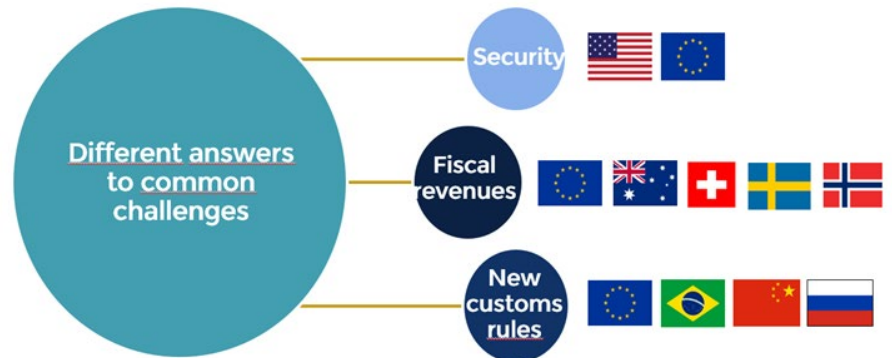 Different answers
to common
challenges
Security
Fiscal
revenues
New
customs
rules